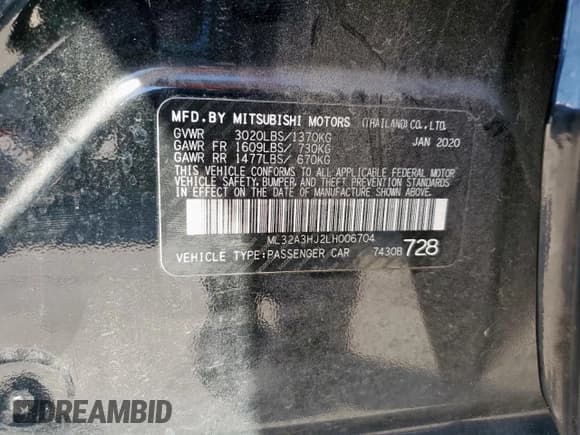 MFD.BY MITSUBISHI MOTORS (THAILAND) CO., LTD.
GVWR 3020LBS/1370KG JAN 2020
GAWR FR 1609LBS/ 730KG
GAWR RR 1477LBS/ 670KG
THIS VEHICLE CONFORMS TO ALL APPLICABLE FEDERAL MOTOR
VEHICLE SAFETY, BUMPER, AND THEFT PREVENTION STANDARDS
IN EFFECT ON THE DATE OF MANUFACTURE SHOWN ABOVE.
ML32A3HJ2LH006704
VEHICLE TYPE:PASSENGER CAR 7430B 728
DREAMBID